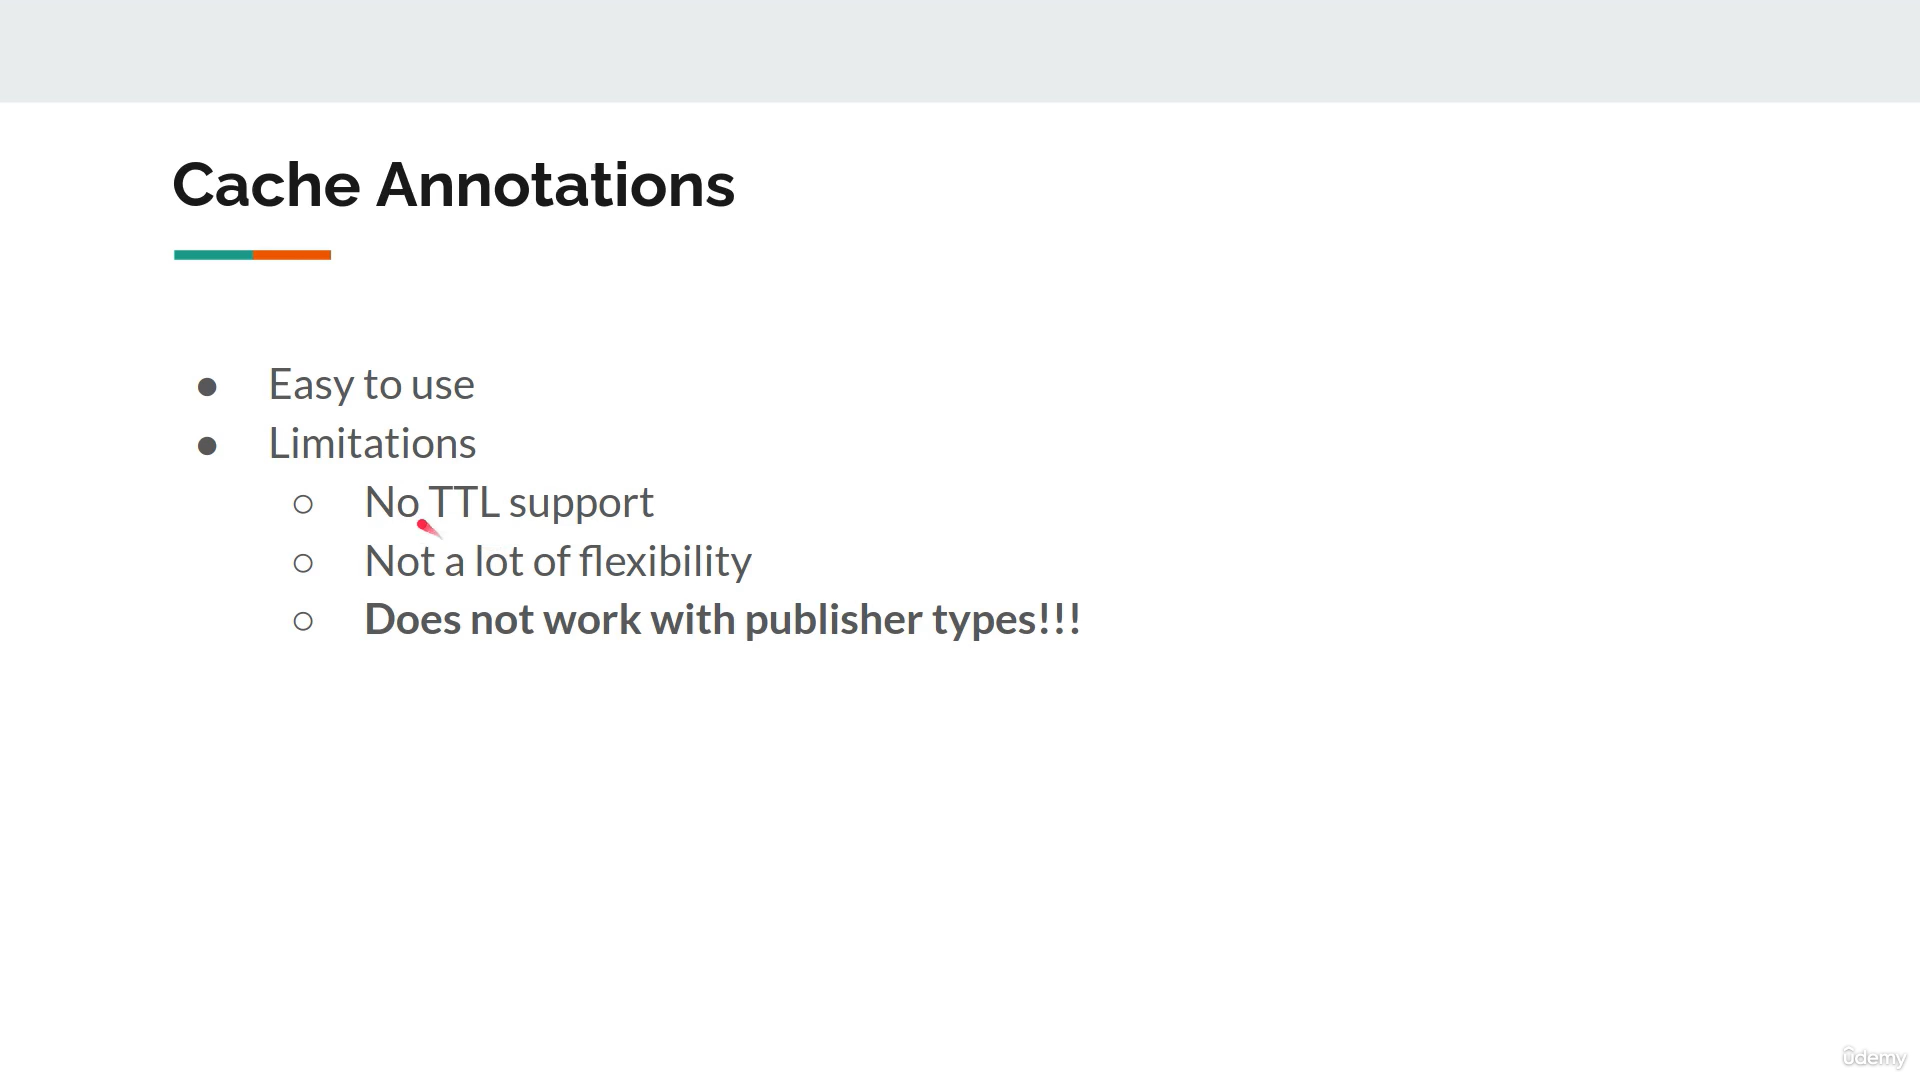 Cache Annotations
● Easy to use
● Limitations
○ No TTL support
○ Not a lot of flexibility
○ Does not work with publisher types!!!
ûdemy